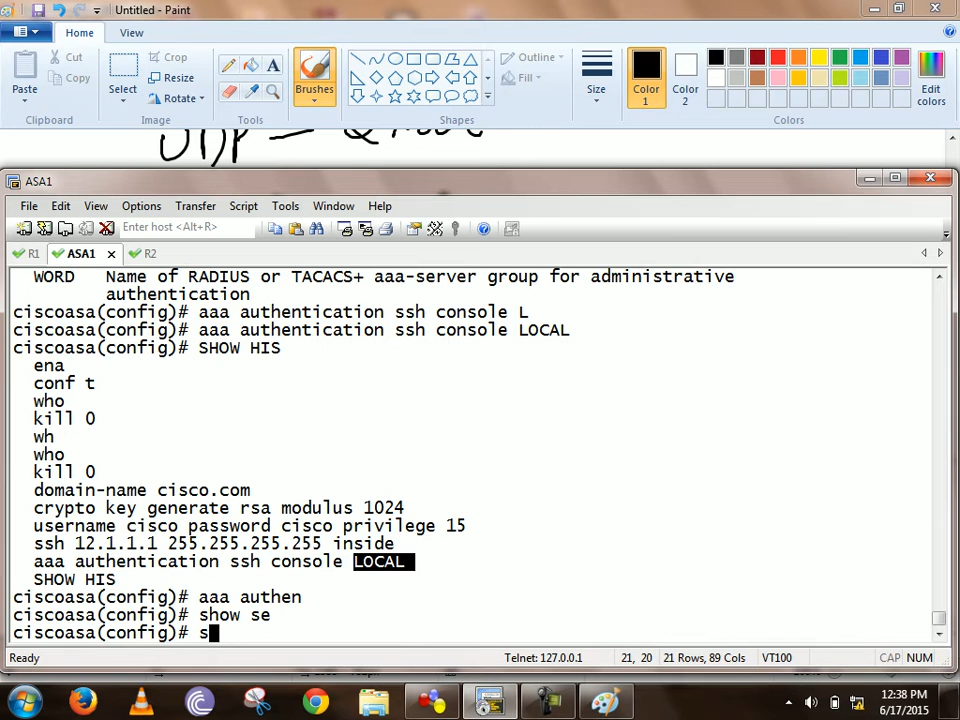 Untitled - Paint
Home
View
Paste
Cut
Copy
Clipboard
Select
Crop
Resize
Rotate
Image
Tools
Brushes
Shapes
Outline
Fill
Size
Color 1
Color 2
Edit colors
Colors
UDP
ASA1
File Edit View Options Transfer Script Tools Window Help
Enter host <Alt+R>
R1 ASA1 R2
WORD Name of RADIUS or TACACS+ aaa-server group for administrative
authentication
ciscoasa(config)# aaa authentication ssh console L
ciscoasa(config)# aaa authentication ssh console LOCAL
ciscoasa(config)# SHOW HIS
ena
conf t
who
kill 0
wh
who
kill 0
domain-name cisco.com
crypto key generate rsa modulus 1024
username cisco password cisco privilege 15
ssh 12.1.1.1 255.255.255.255 inside
aaa authentication ssh console LOCAL
SHOW HIS
ciscoasa(config)# aaa authen
ciscoasa(config)# show se
ciscoasa(config)# s
Ready Telnet: 127.0.0.1 21, 20 21 Rows, 89 Cols VT100 CAP NUM
12:38 PM
6/17/2015